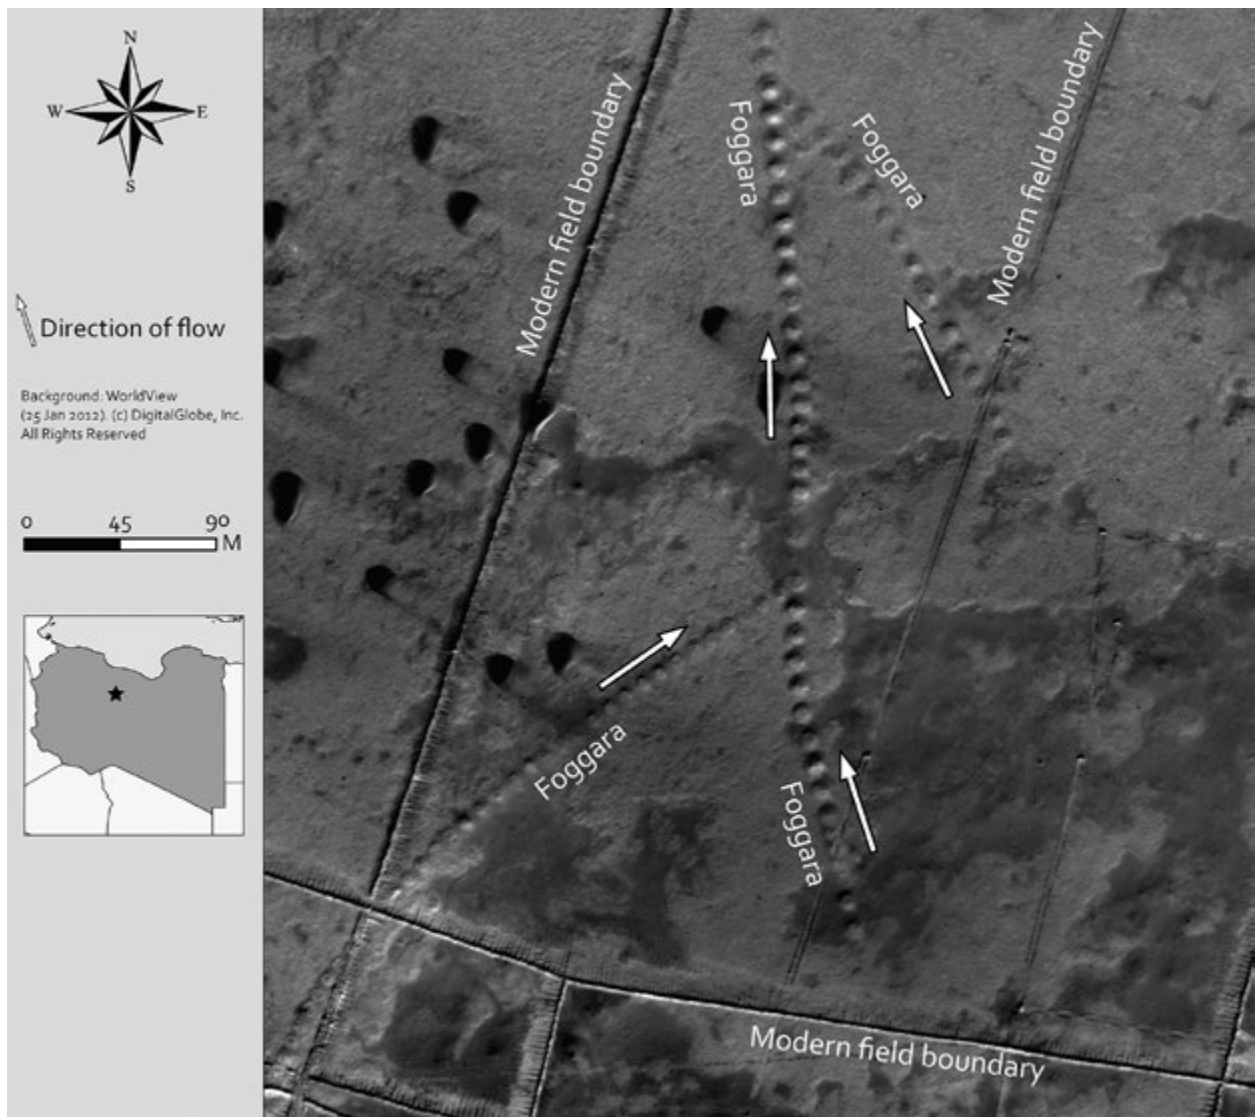 N
W
E
S
Direction of flow
Background: WorldView
(25 Jan 2012). (c) DigitalGlobe, Inc.
All Rights Reserved
0 45 90
M
Modern field boundary
Foggara
Foggara
Modern field boundary
Foggara
Foggara
Modern field boundary